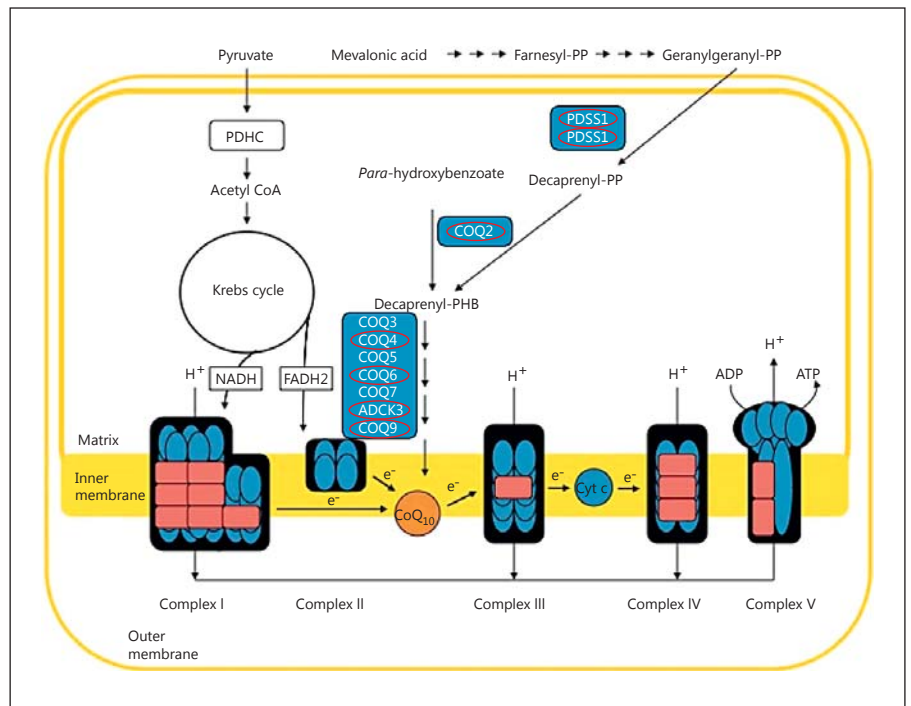 Pyruvate
Mevalonic acid
Farnesyl-PP
Geranylgeranyl-PP
PDHC
PDSS1
PDSS1
Acetyl CoA
Para-hydroxybenzoate
Decaprenyl-PP
COQ2
Krebs cycle
Decaprenyl-PHB
COQ3
COQ4
COQ5
COQ6
COQ7
ADCK3
COQ9
H+
NADH
FADH2
H+
H+
ADP
H+
ATP
Matrix
Inner
membrane
e-
e-
CoQ10
e-
e-
Cyt c
e-
Complex I
Complex II
Complex III
Complex IV
Complex V
Outer
membrane